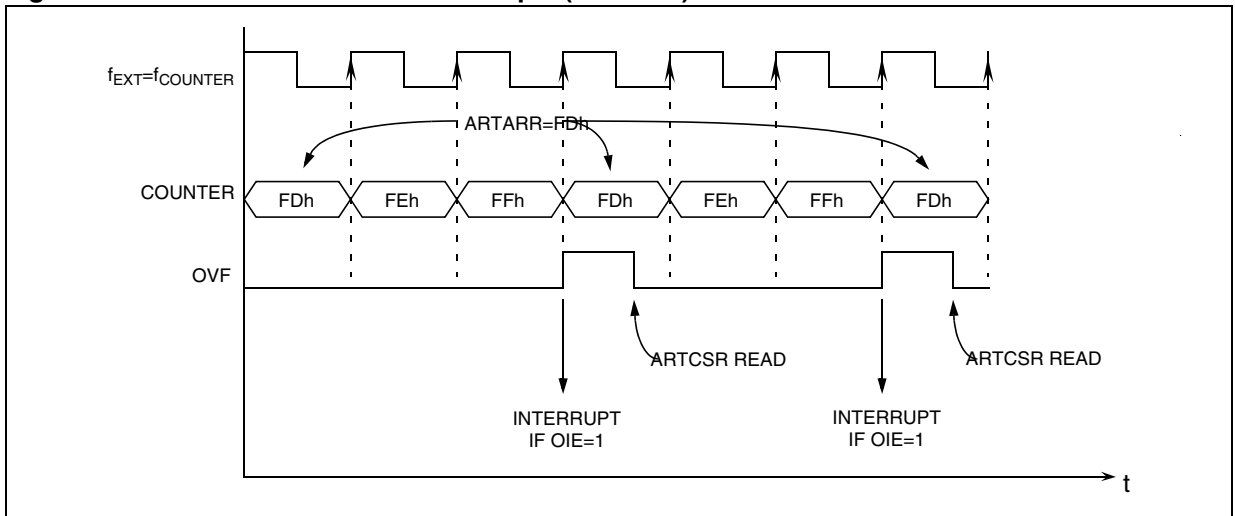 fEXT=fCOUNTER
ARTARR=FDh
COUNTER
FDh
FEh
FFh
FDh
FEh
FFh
FDh
OVF
ARTCSR READ
ARTCSR READ
INTERRUPT
IF OIE=1
INTERRUPT
IF OIE=1
t